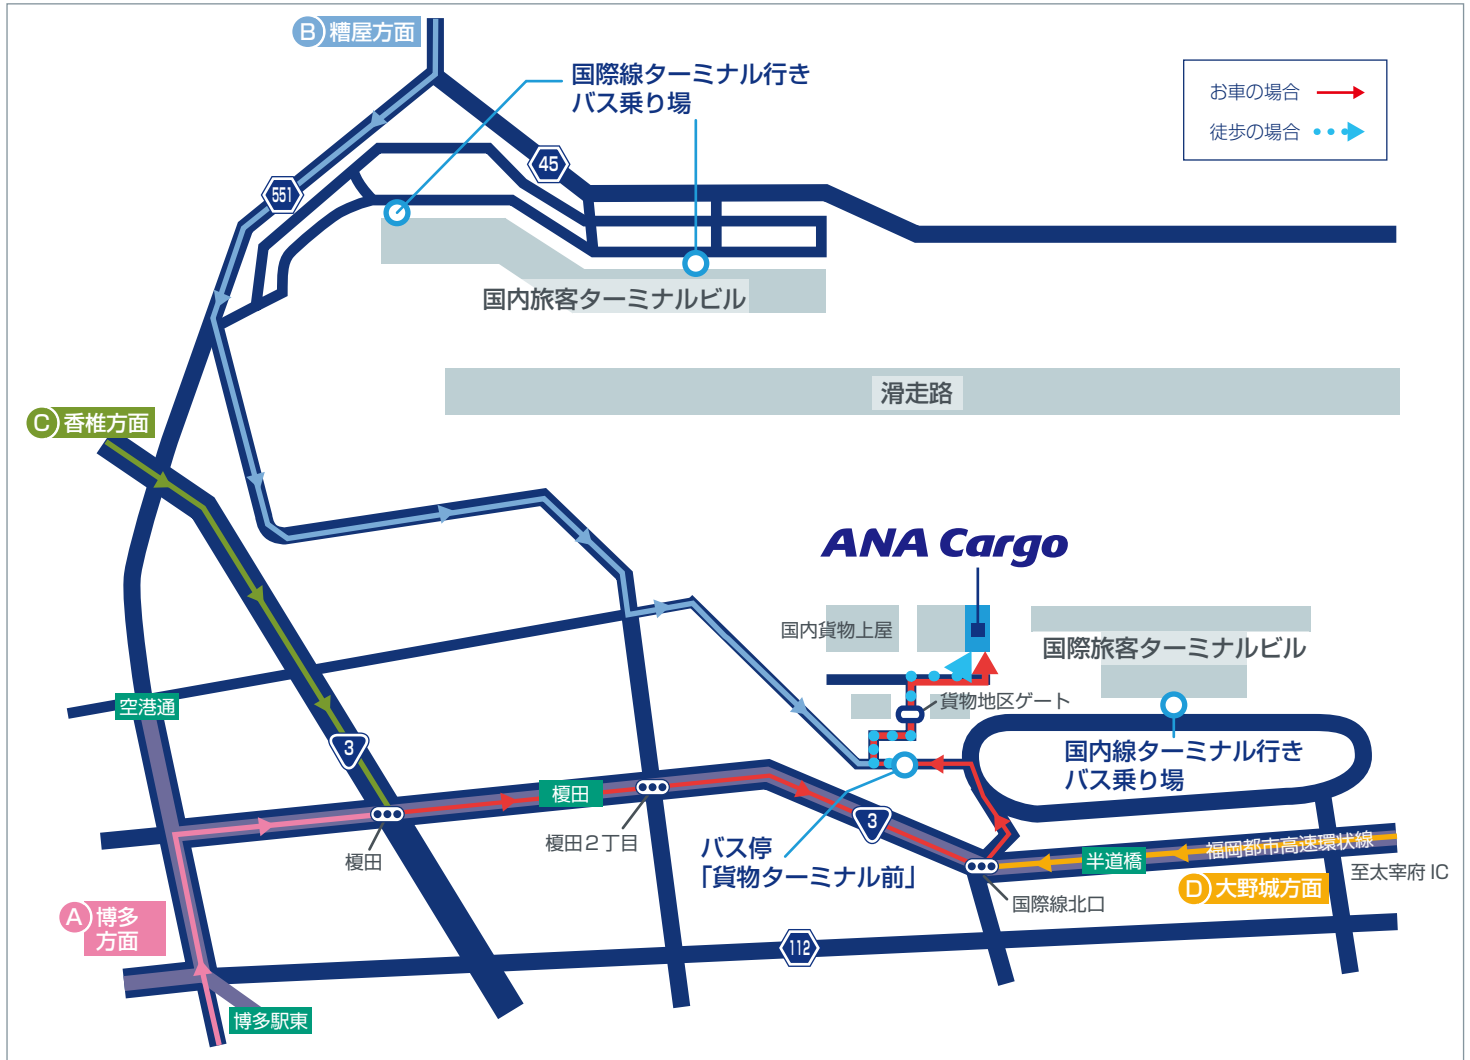 B 糟屋方面
国際線ターミナル行き
バス乗り場
お車の場合
徒歩の場合
45
551
国内旅客ターミナルビル
滑走路
C 香椎方面
ANA Cargo
国内貨物上屋
国際旅客ターミナルビル
貨物地区ゲート
空港通
3
国内線ターミナル行き
バス乗り場
榎田
榎田2丁目
榎田
3
バス停
「貨物ターミナル前」
福岡都市高速環状線
半道橋
至太宰府 IC
D 大野城方面
国際線北口
A 博多
方面
112
博多駅東